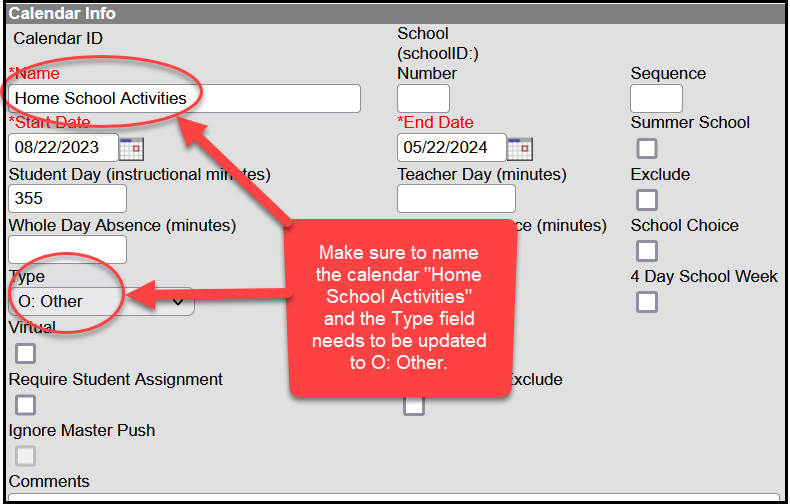 Calendar Info
Calendar ID
School
(schoolID:)
*Name
Number
Sequence
Home School Activities
*Start Date
*End Date
Summer School
08/22/2023
05/22/2024
Student Day (instructional minutes)
Teacher Day (minutes)
Exclude
355
Whole Day Absence (minutes)
(minutes)
School Choice
Type
4 Day School Week
O: Other
Virtual
Require Student Assignment
Exclude
Ignore Master Push
Comments
Make sure to name
the calendar "Home
School Activities"
and the Type field
needs to be updated
to O: Other.